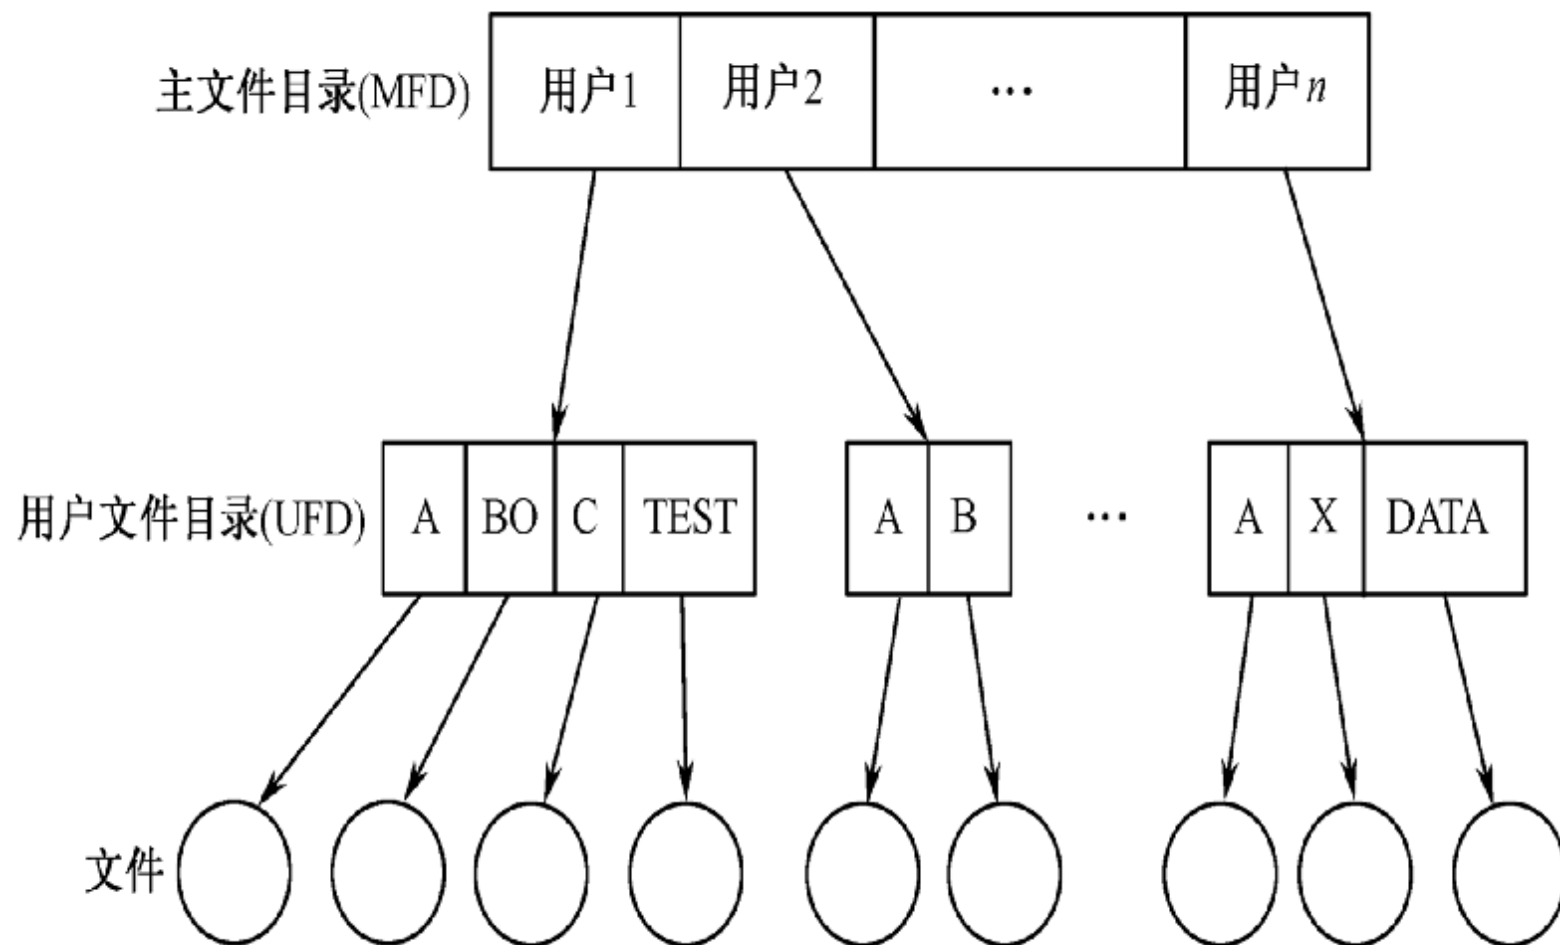 主文件目录(MFD) 用户1 用户2 ··· 用户n
用户文件目录(UFD) A BO C TEST A B ··· A X DATA
文件